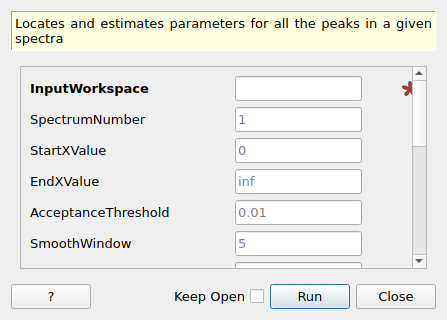 Locates and estimates parameters for all the peaks in a given
spectra
InputWorkspace
SpectrumNumber 1
StartXValue 0
EndXValue inf
AcceptanceThreshold 0.01
SmoothWindow 5
? Keep Open Run Close